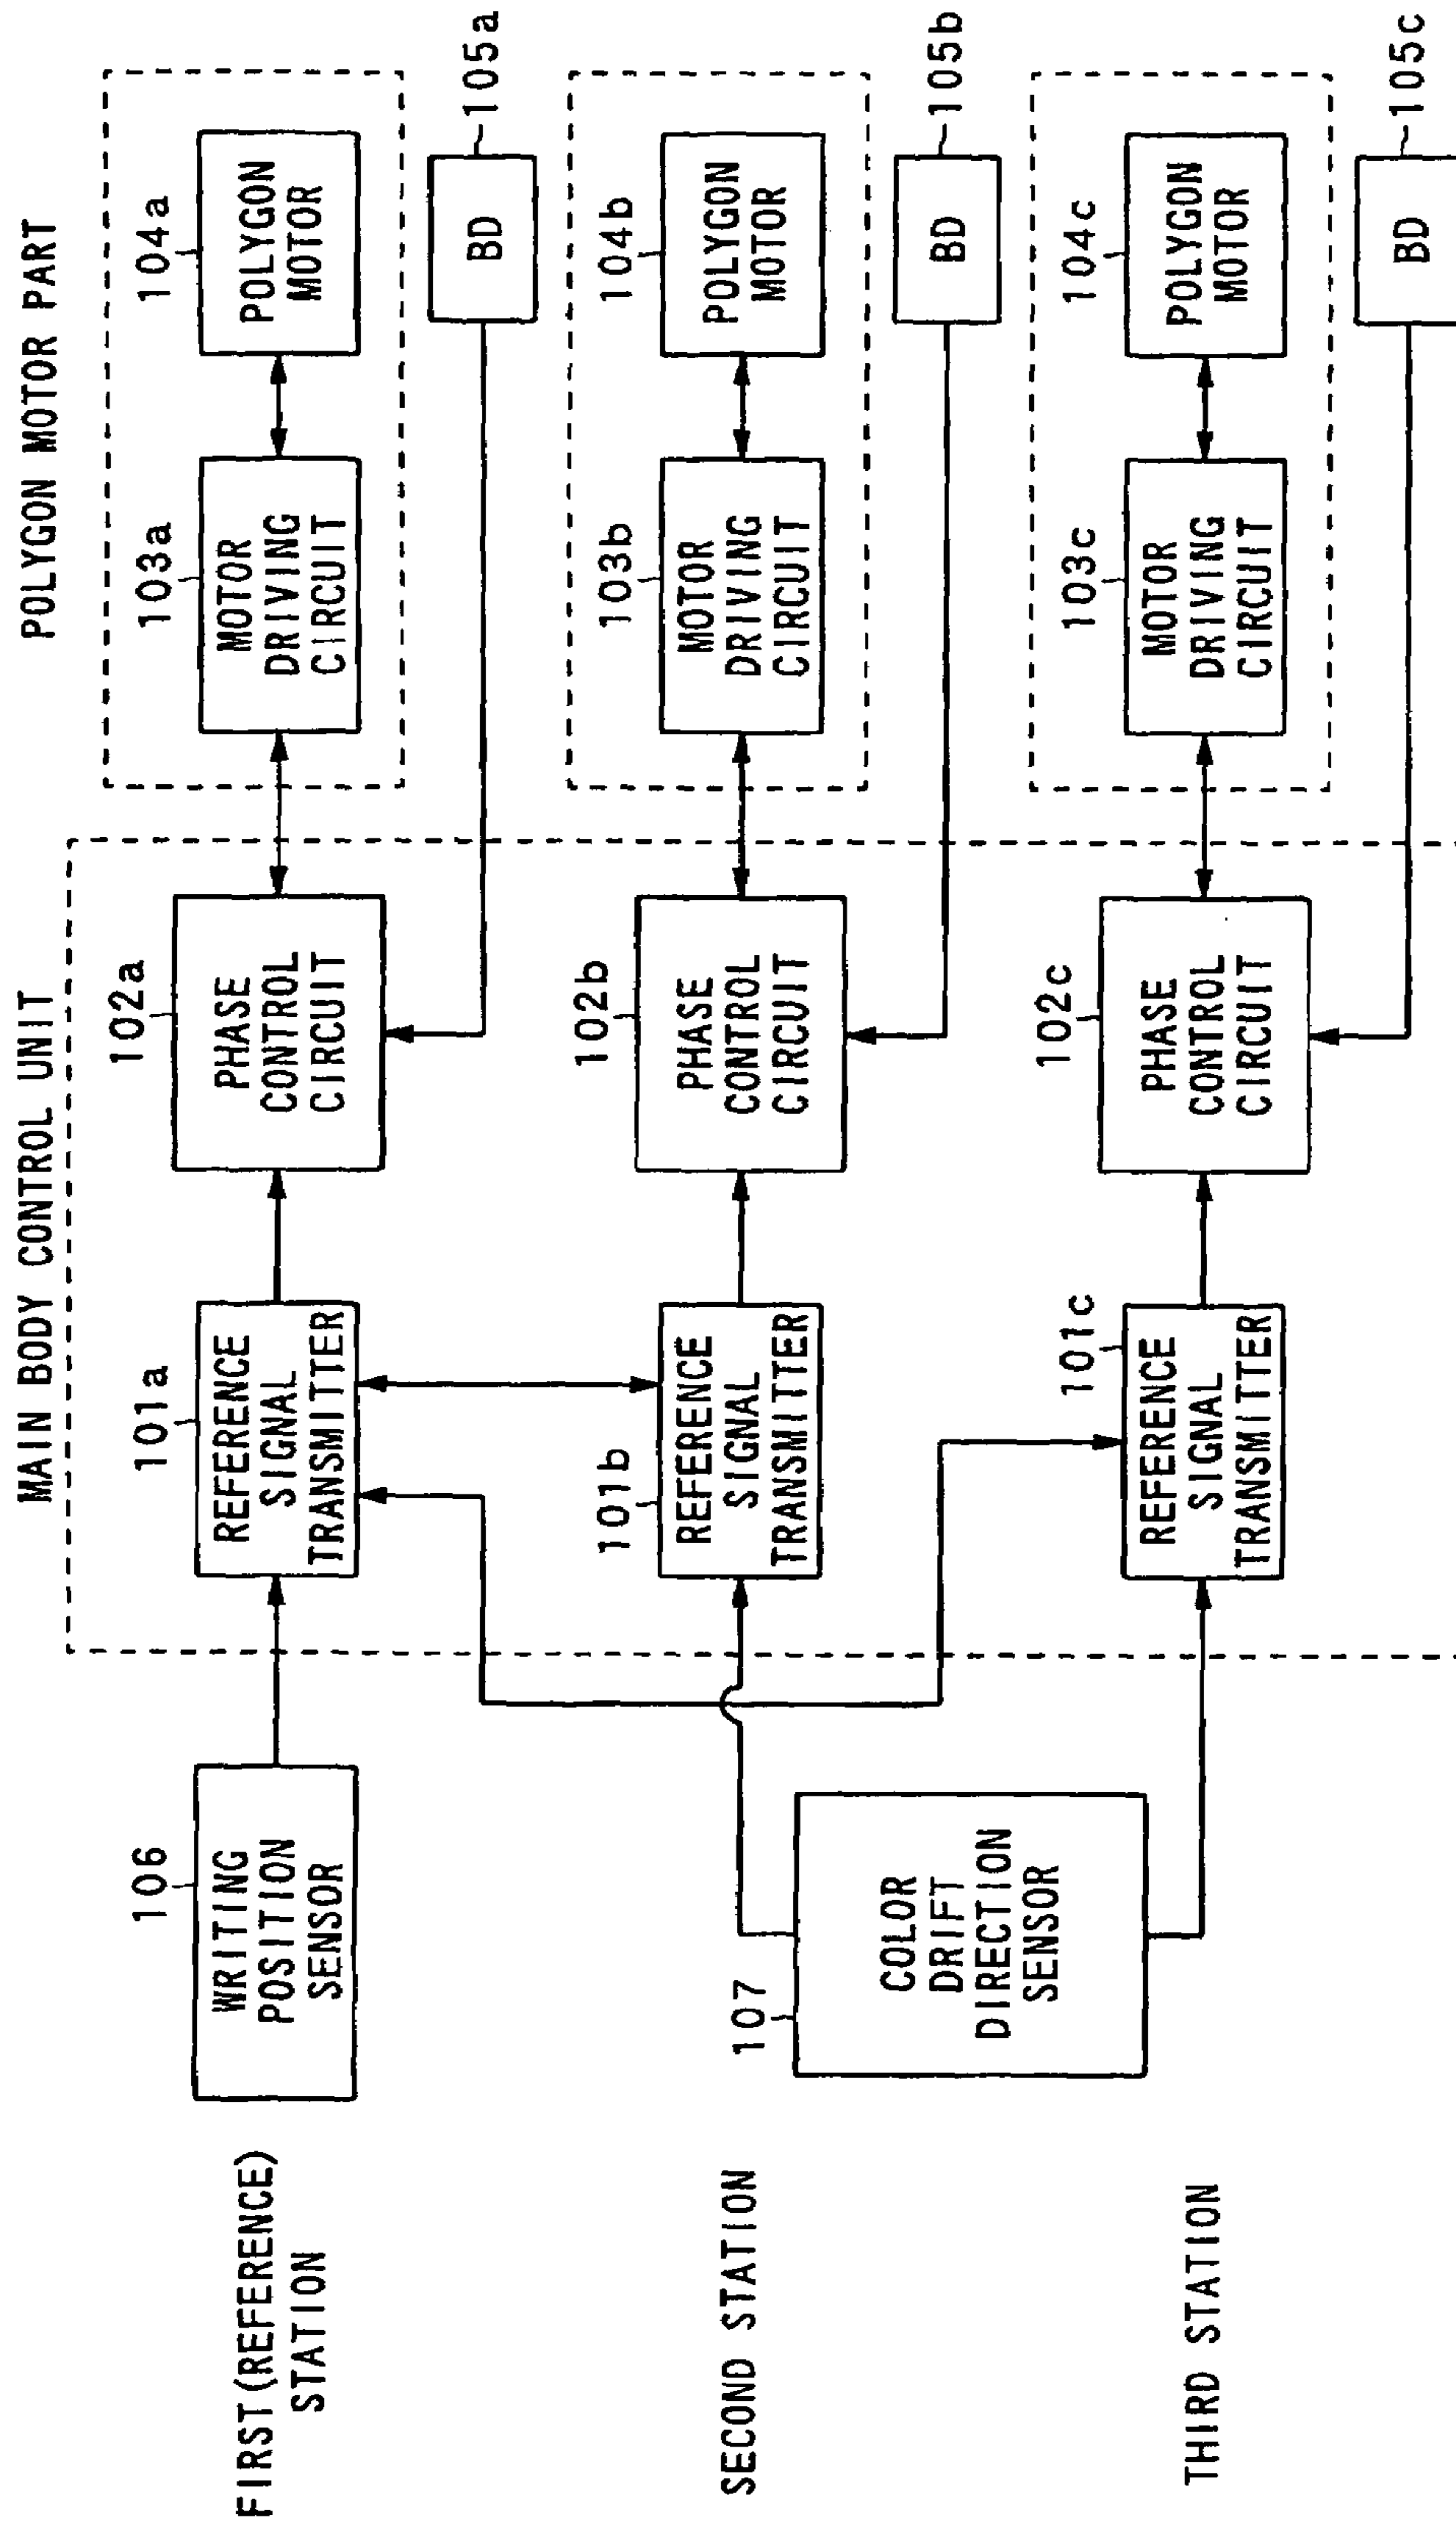 MAIN BODY CONTROL UNIT
POLYGON MOTOR PART
FIRST(REFERENCE)
STATION
106
WRITING
POSITION
SENSOR
101a
REFERENCE
SIGNAL
TRANSMITTER
102a
PHASE
CONTROL
CIRCUIT
103a
MOTOR
DRIVING
CIRCUIT
104a
POLYGON
MOTOR
BD
105a
SECOND STATION
107
COLOR
DRIFT
DIRECTION
SENSOR
101b
REFERENCE
SIGNAL
TRANSMITTER
102b
PHASE
CONTROL
CIRCUIT
103b
MOTOR
DRIVING
CIRCUIT
104b
POLYGON
MOTOR
BD
105b
THIRD STATION
101c
REFERENCE
SIGNAL
TRANSMITTER
102c
PHASE
CONTROL
CIRCUIT
103c
MOTOR
DRIVING
CIRCUIT
104c
POLYGON
MOTOR
BD
105c